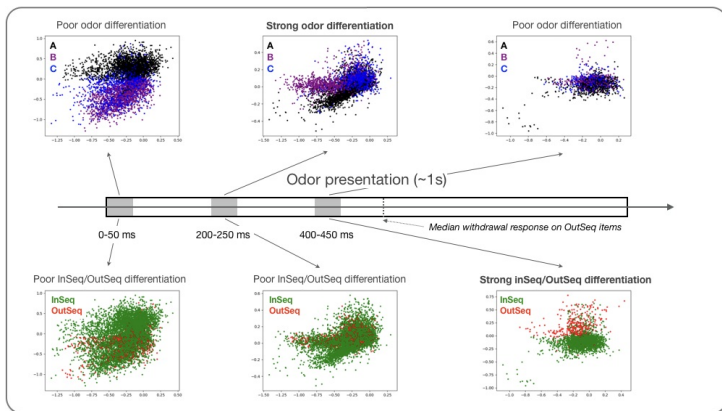 Poor odor differentiation
Strong odor differentiation
Poor odor differentiation
A
B
C
A
B
C
A
B
C
Odor presentation (~1s)
0-50 ms
200-250 ms
400-450 ms
Median withdrawal response on OutSeq items
Poor InSeq/OutSeq differentiation
Poor InSeq/OutSeq differentiation
Strong inSeq/OutSeq differentiation
InSeq
OutSeq
InSeq
OutSeq
InSeq
OutSeq